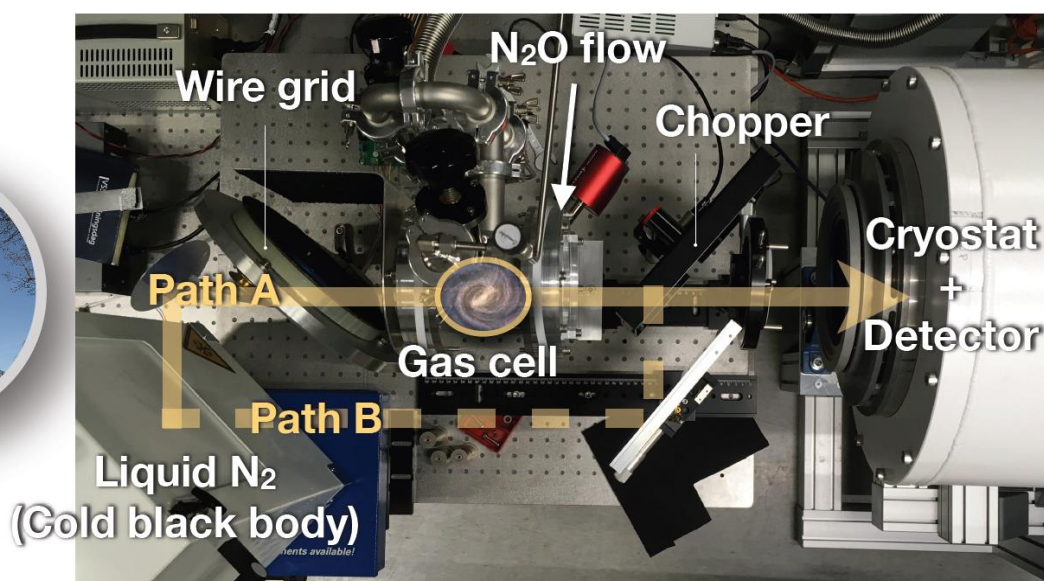 N₂O flow
Wire grid
Chopper
Cryostat
+
Detector
Path A
Gas cell
Path B
Liquid N₂
(Cold black body)
ments available!